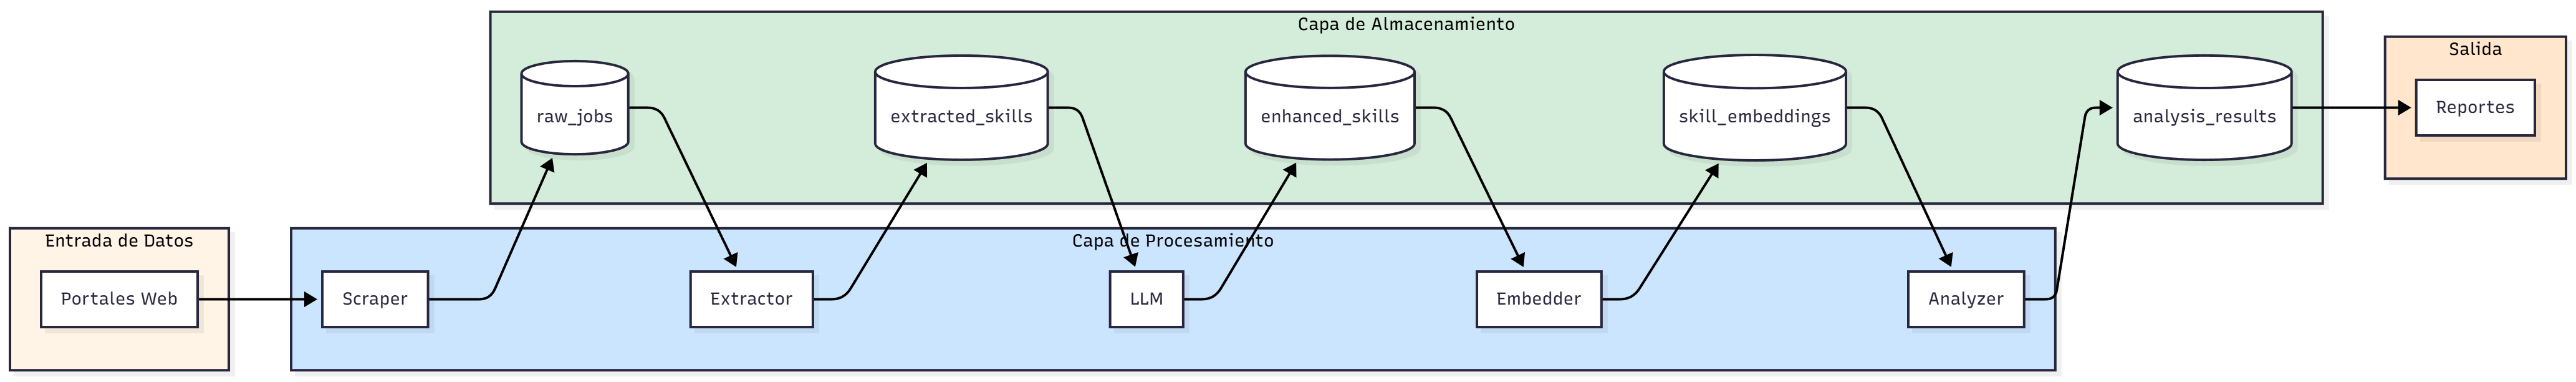 Capa de Almacenamiento
Salida
raw_jobs
extracted_skills
enhanced_skills
skill_embeddings
analysis_results
Reportes
Entrada de Datos
Capa de Procesamiento
Portales Web
Scraper
Extractor
LLM
Embedder
Analyzer